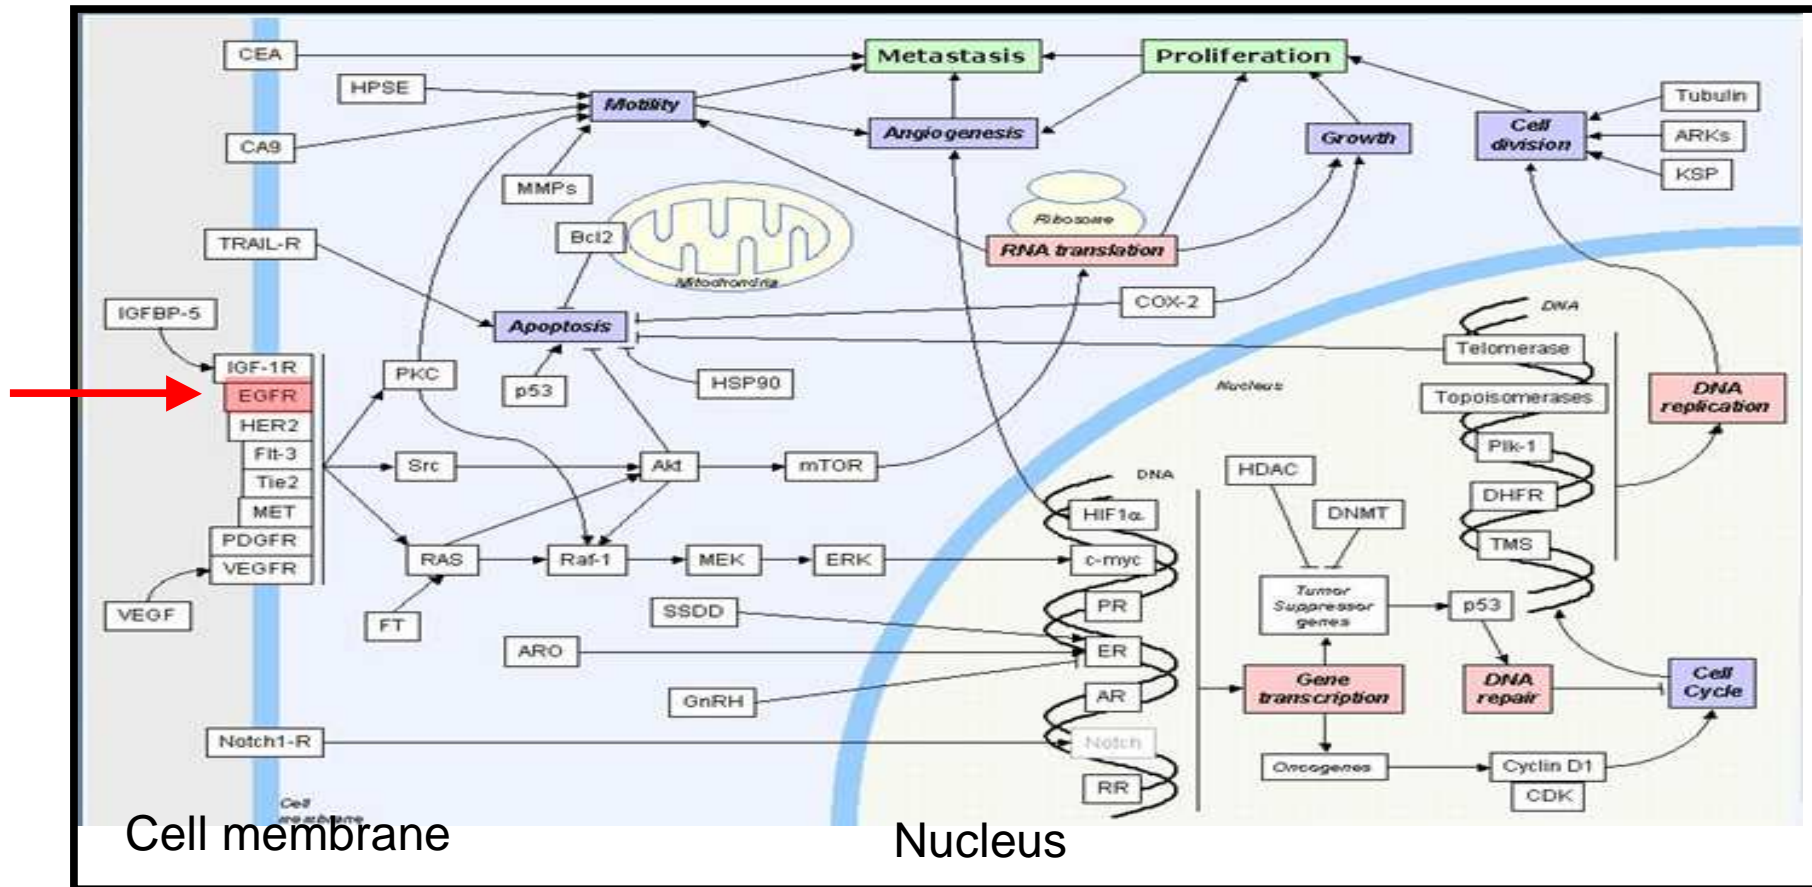 CEA
Metastasis
Proliferation
HPSE
Motility
Tubulin
CA9
Angiogenesis
Growth
Cell
division
ARKs
KSP
MMPs
TRAIL-R
Bcl2
Ribosome
RNA translation
Mitochondria
IGFBP-5
Apoptosis
COX-2
DNA
Telomerase
IGF-1R
EGFR
HER2
Flt-3
Tie2
MET
PDGFR
VEGFR
PKC
p53
HSP90
Nucleus
Topoisomerases
DNA
replication
Plk-1
DHFR
TMS
Src
Akt
mTOR
DNA
HDAC
DNMT
HIF1α
c-myc
PR
ER
AR
Notch
RR
RAS
Raf-1
MEK
ERK
VEGF
FT
SSDD
ARO
GnRH
Tumor
Suppressor
genes
p53
Gene
transcription
DNA
repair
Cell
Cycle
Notch1-R
Oncogenes
Cyclin D1
CDK
Cell
membrane
Cell membrane
Nucleus